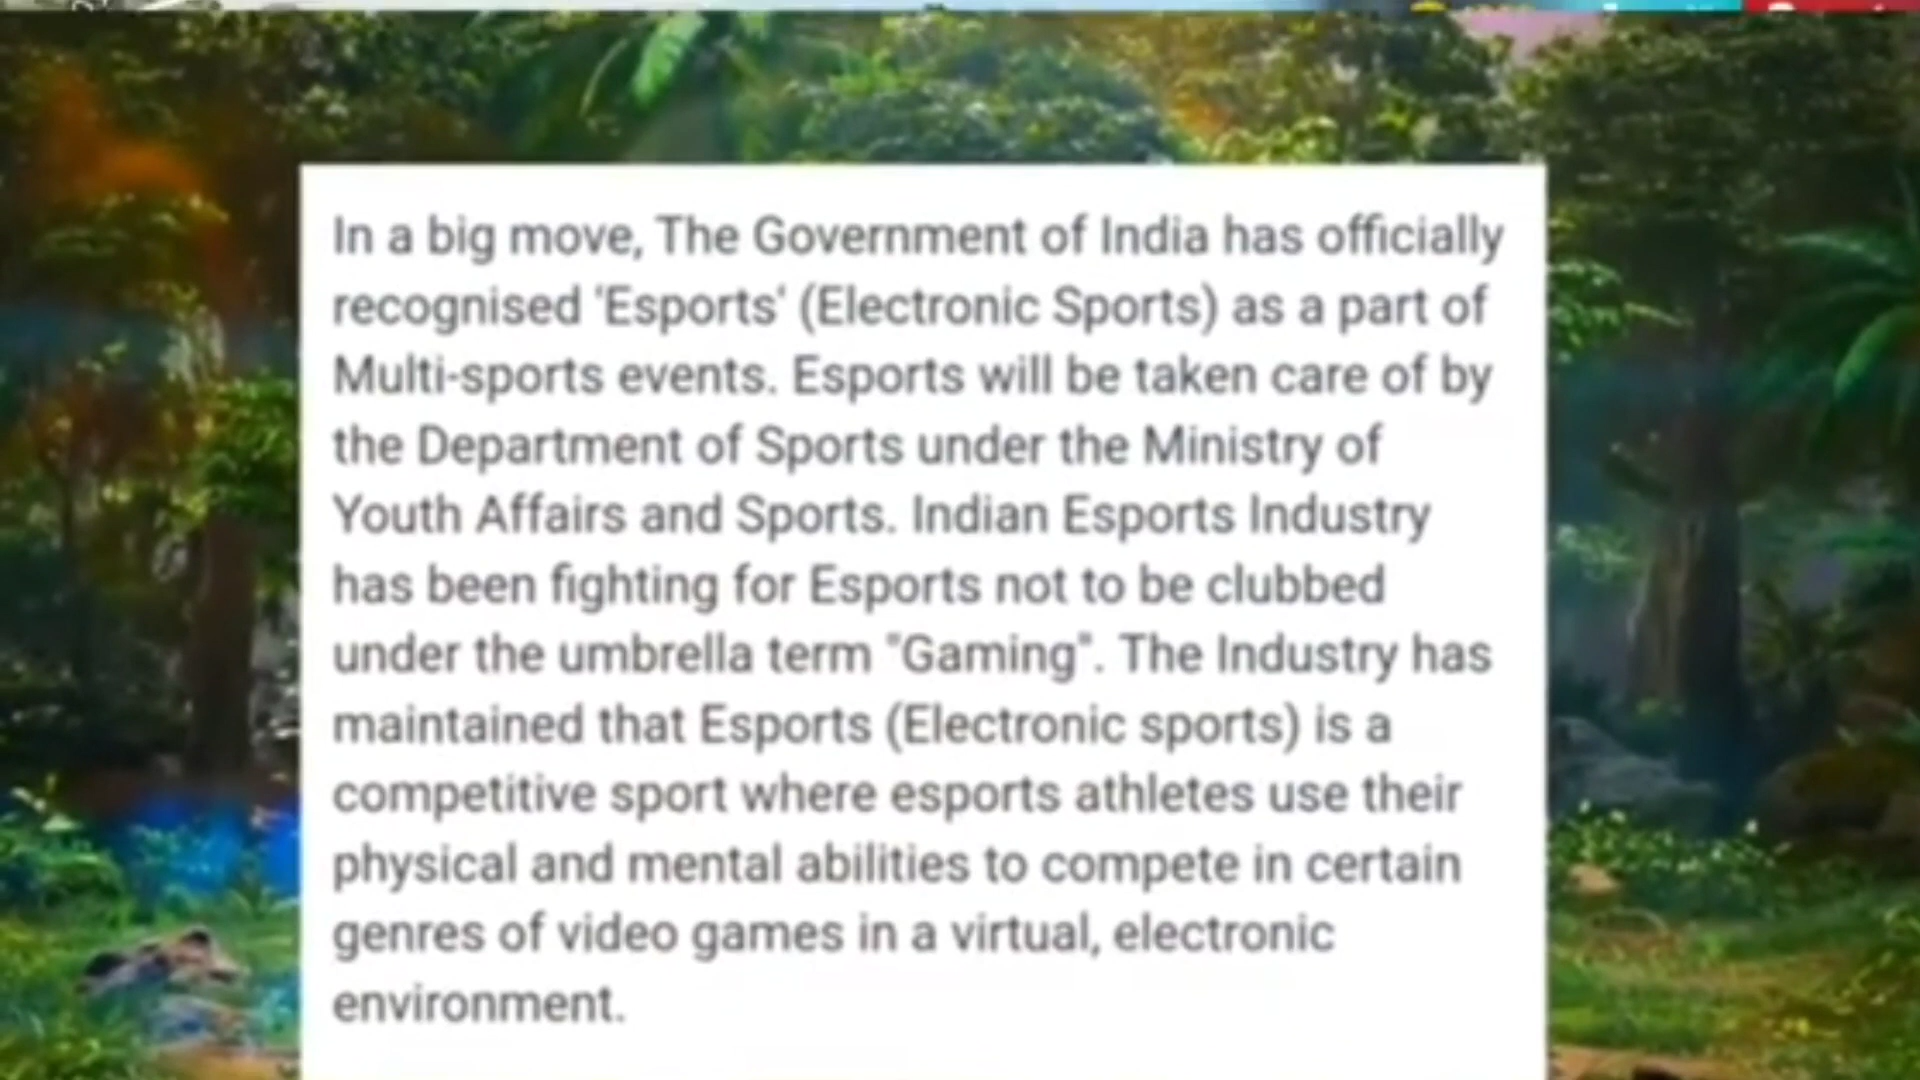 In a big move, The Government of India has officially
recognised 'Esports' (Electronic Sports) as a part of
Multi-sports events. Esports will be taken care of by
the Department of Sports under the Ministry of
Youth Affairs and Sports. Indian Esports Industry
has been fighting for Esports not to be clubbed
under the umbrella term "Gaming". The Industry has
maintained that Esports (Electronic sports) is a
competitive sport where esports athletes use their
physical and mental abilities to compete in certain
genres of video games in a virtual, electronic
environment.